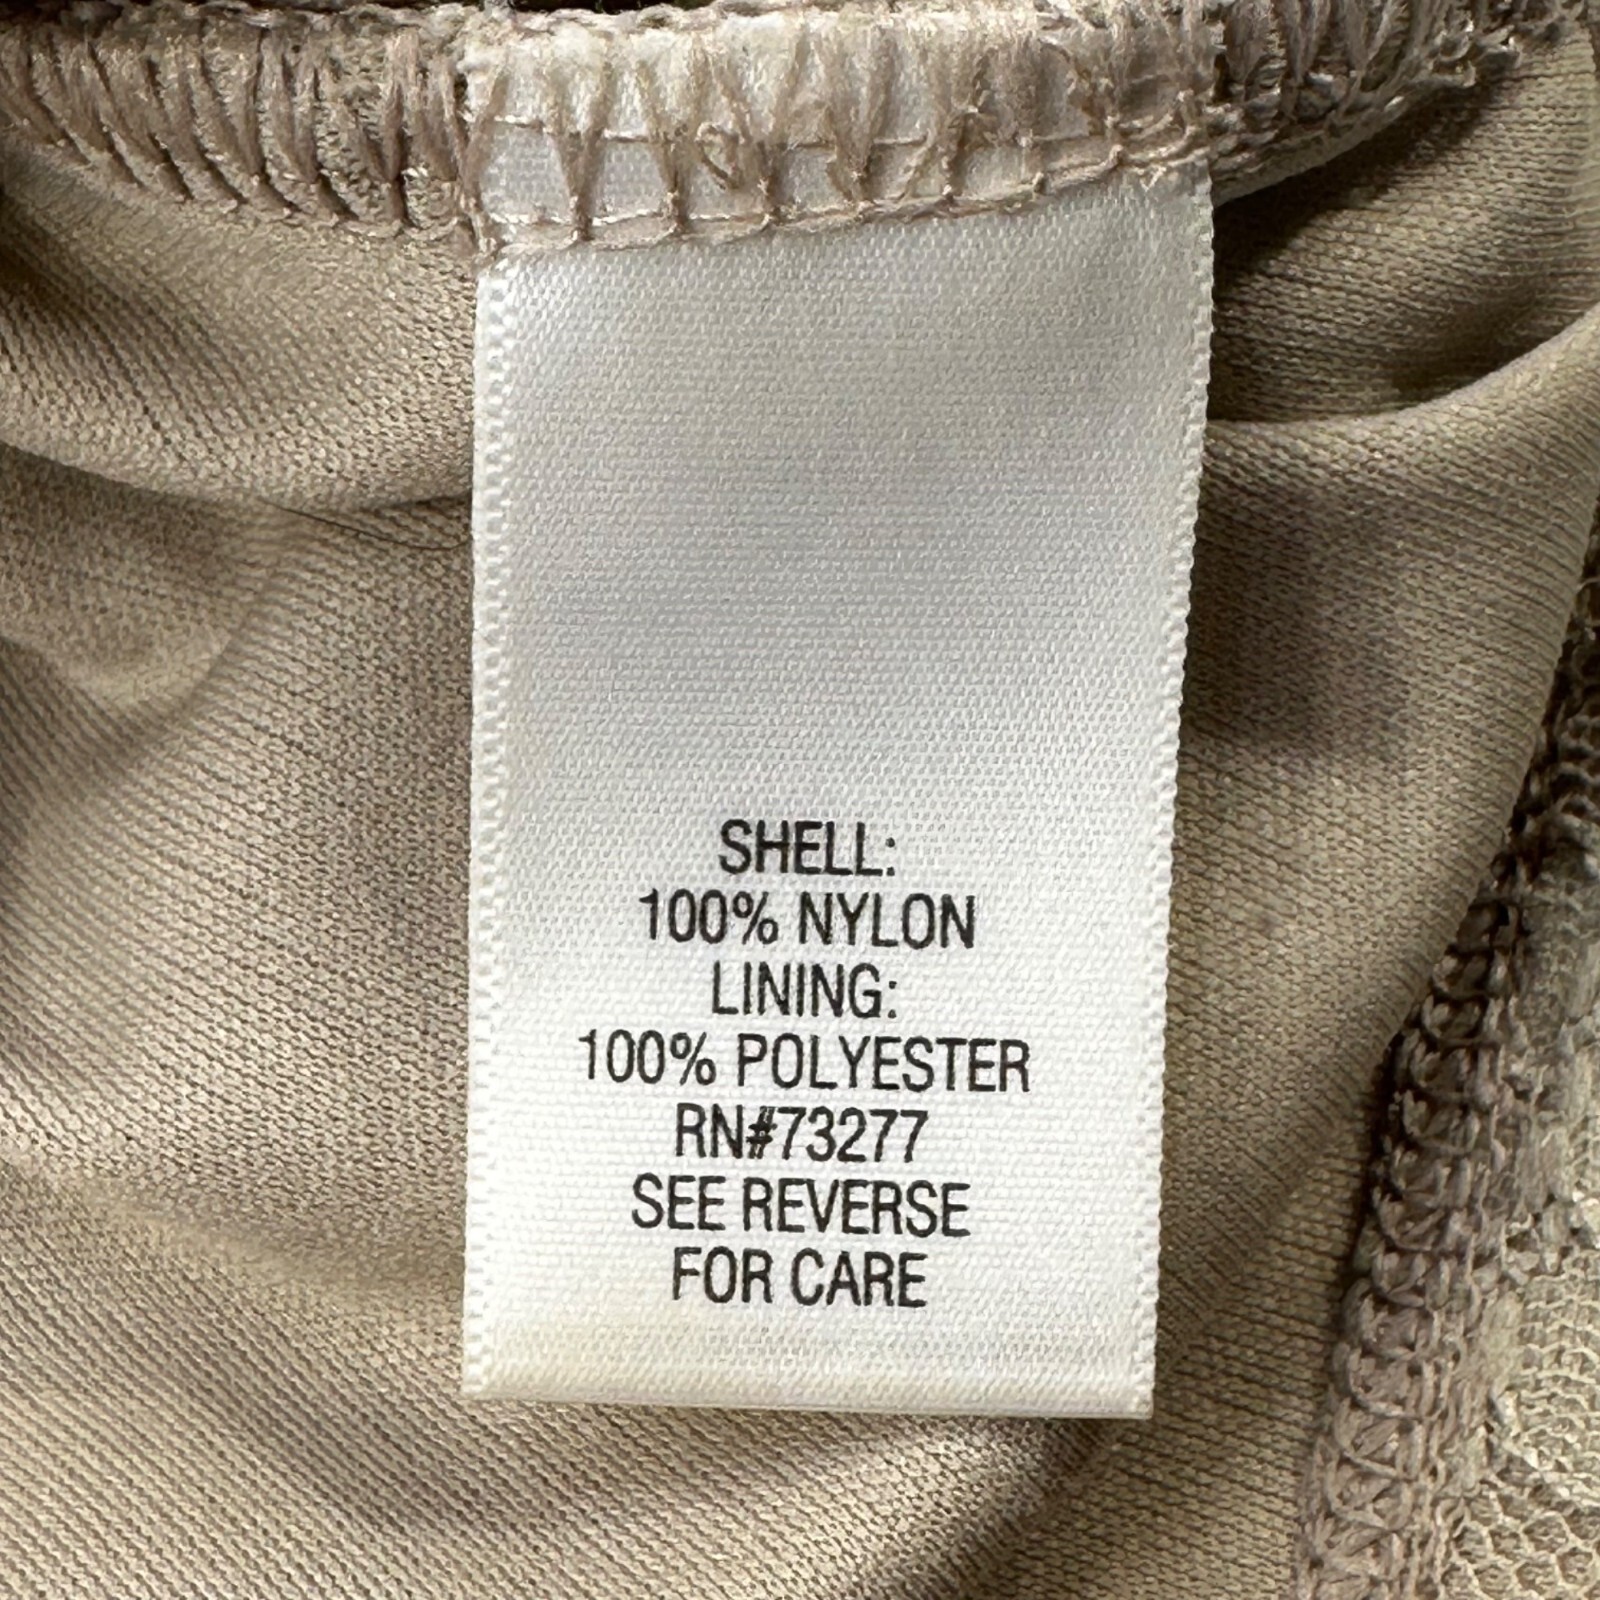 SHELL:
100% NYLON
LINING:
100% POLYESTER
RN#73277
SEE REVERSE
FOR CARE